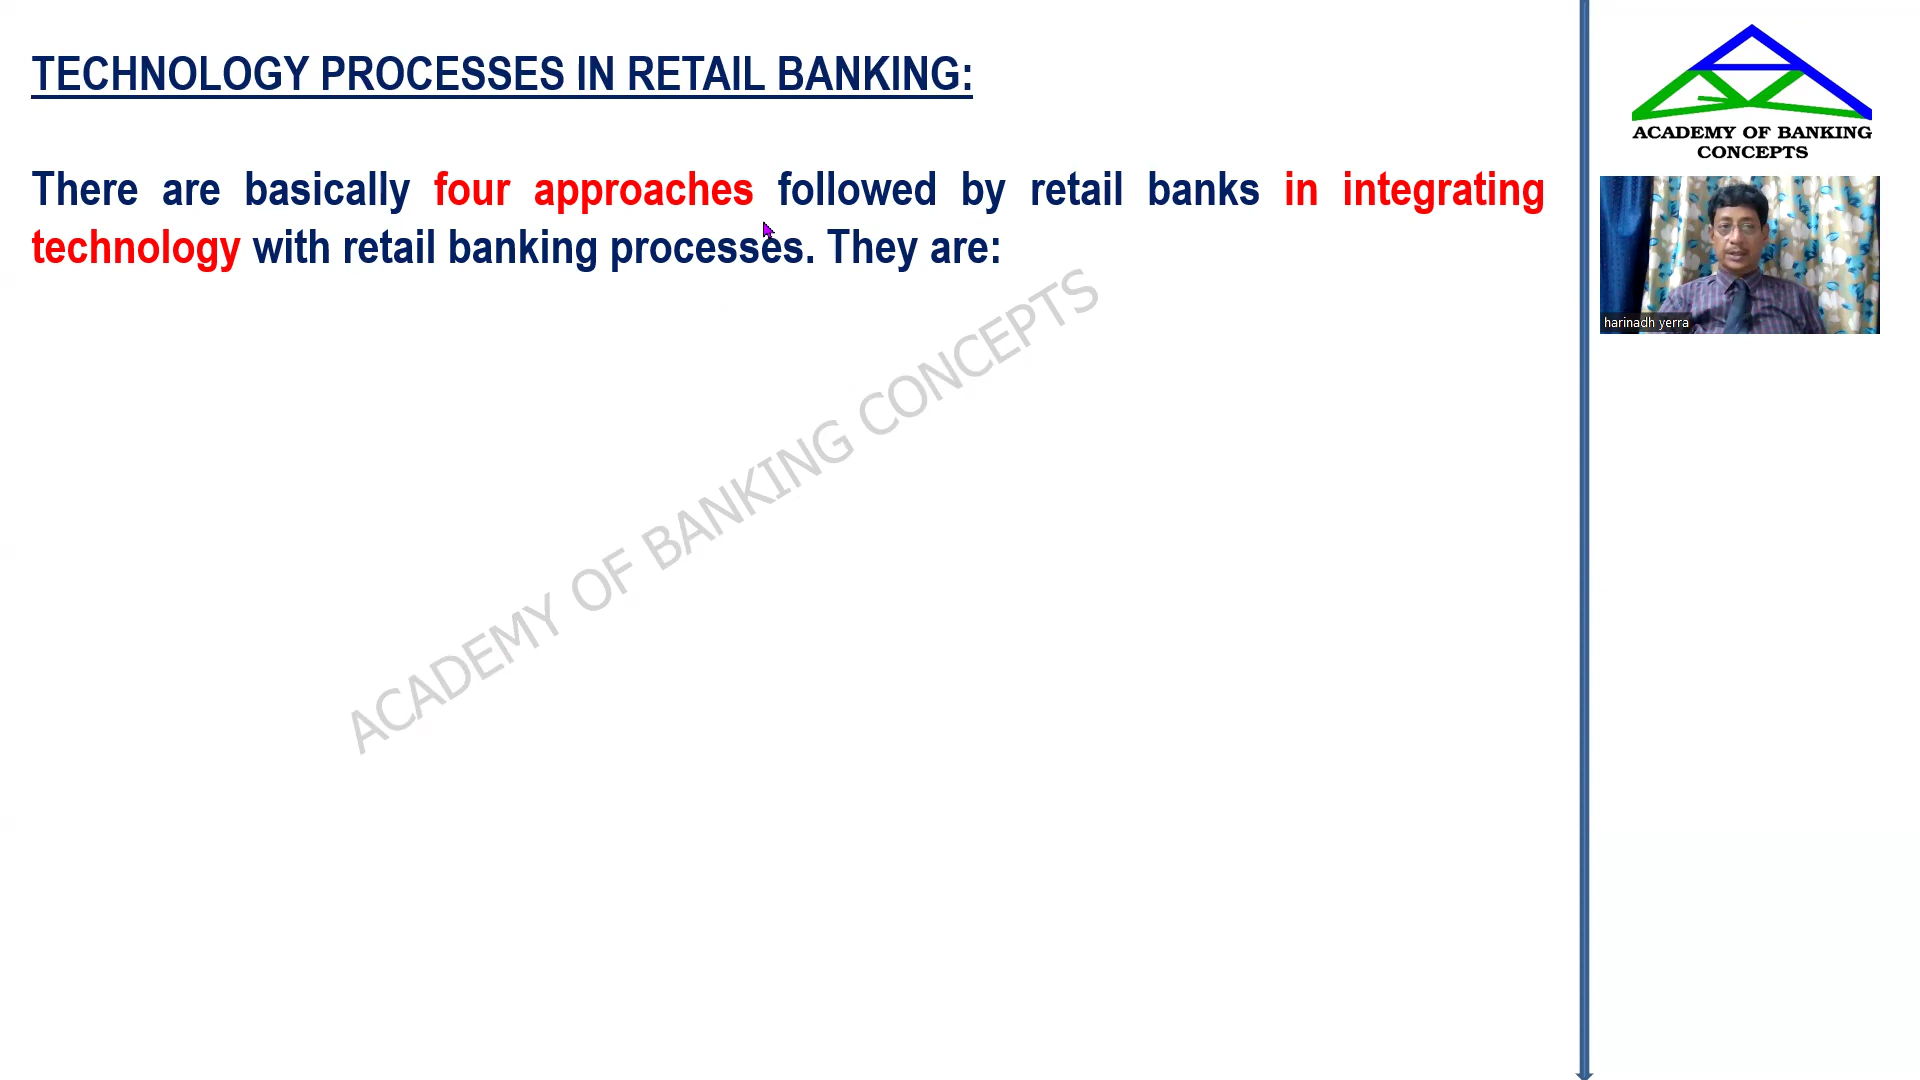 TECHNOLOGY PROCESSES IN RETAIL BANKING:
There are basically four approaches followed by retail banks in integrating
technology with retail banking processes. They are:
ACADEMY OF BANKING CONCEPTS
ACADEMY OF BANKING
CONCEPTS
harinadh yerra